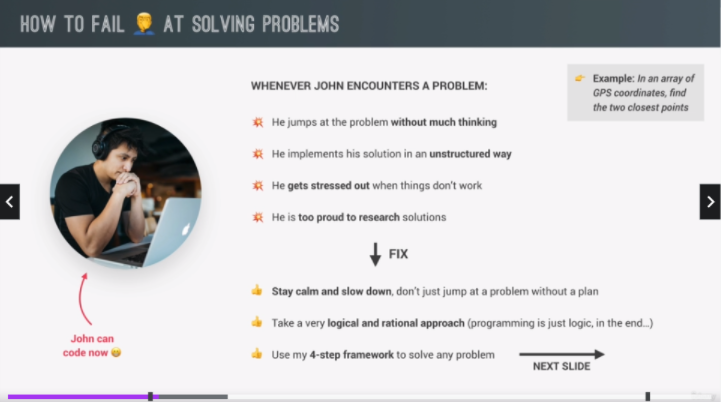 HOW TO FAIL 🤦‍♂️ AT SOLVING PROBLEMS
WHENEVER JOHN ENCOUNTERS A PROBLEM:
👉 Example: In an array of
GPS coordinates, find
the two closest points
💥 He jumps at the problem without much thinking
💥 He implements his solution in an unstructured way
💥 He gets stressed out when things don't work
💥 He is too proud to research solutions
FIX
👍 Stay calm and slow down, don't just jump at a problem without a plan
👍 Take a very logical and rational approach (programming is just logic, in the end…)
👍 Use my 4-step framework to solve any problem
NEXT SLIDE
John can
code now 😅